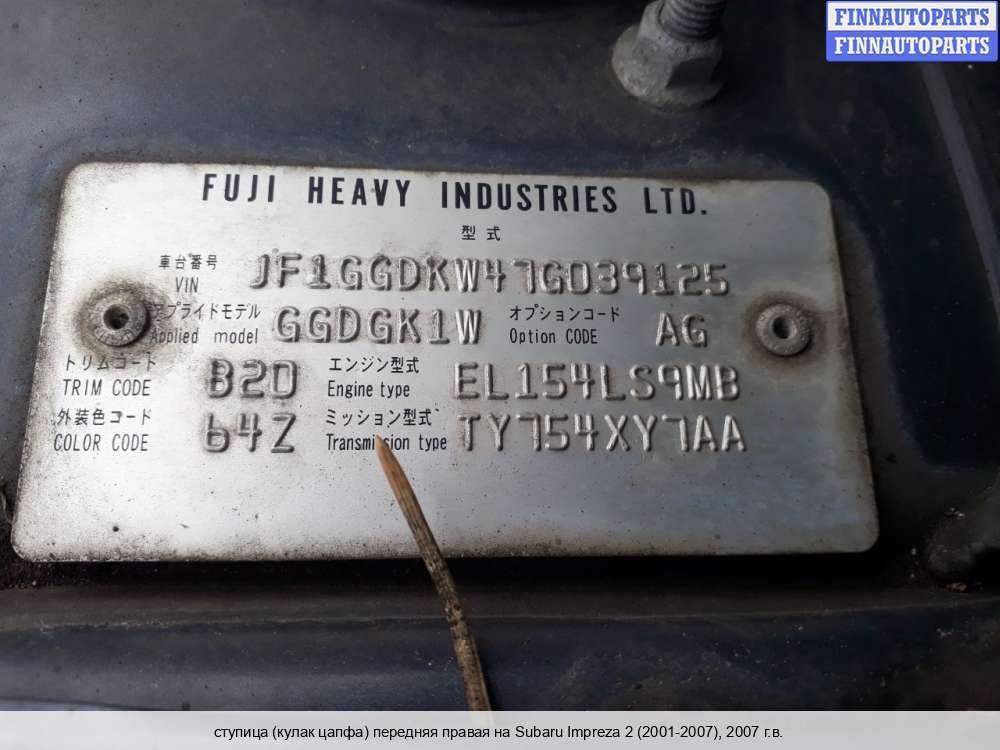 FINNAUTOPARTS
FINNAUTOPARTS
FUJI HEAVY INDUSTRIES LTD.
型式
車台番号
VIN JF1GGDKW47G039125
アプライドモデル オプションコード
Applied model GGDGK1W Option CODE AG
トリムコード エンジン型式
TRIM CODE B20 Engine type EL154LS9MB
外装色コード ミッション型式
COLOR CODE 64Z Transmission type TY754XY7AA
ступица (кулак цапфа) передняя правая на Subaru Impreza 2 (2001-2007), 2007 г.в.